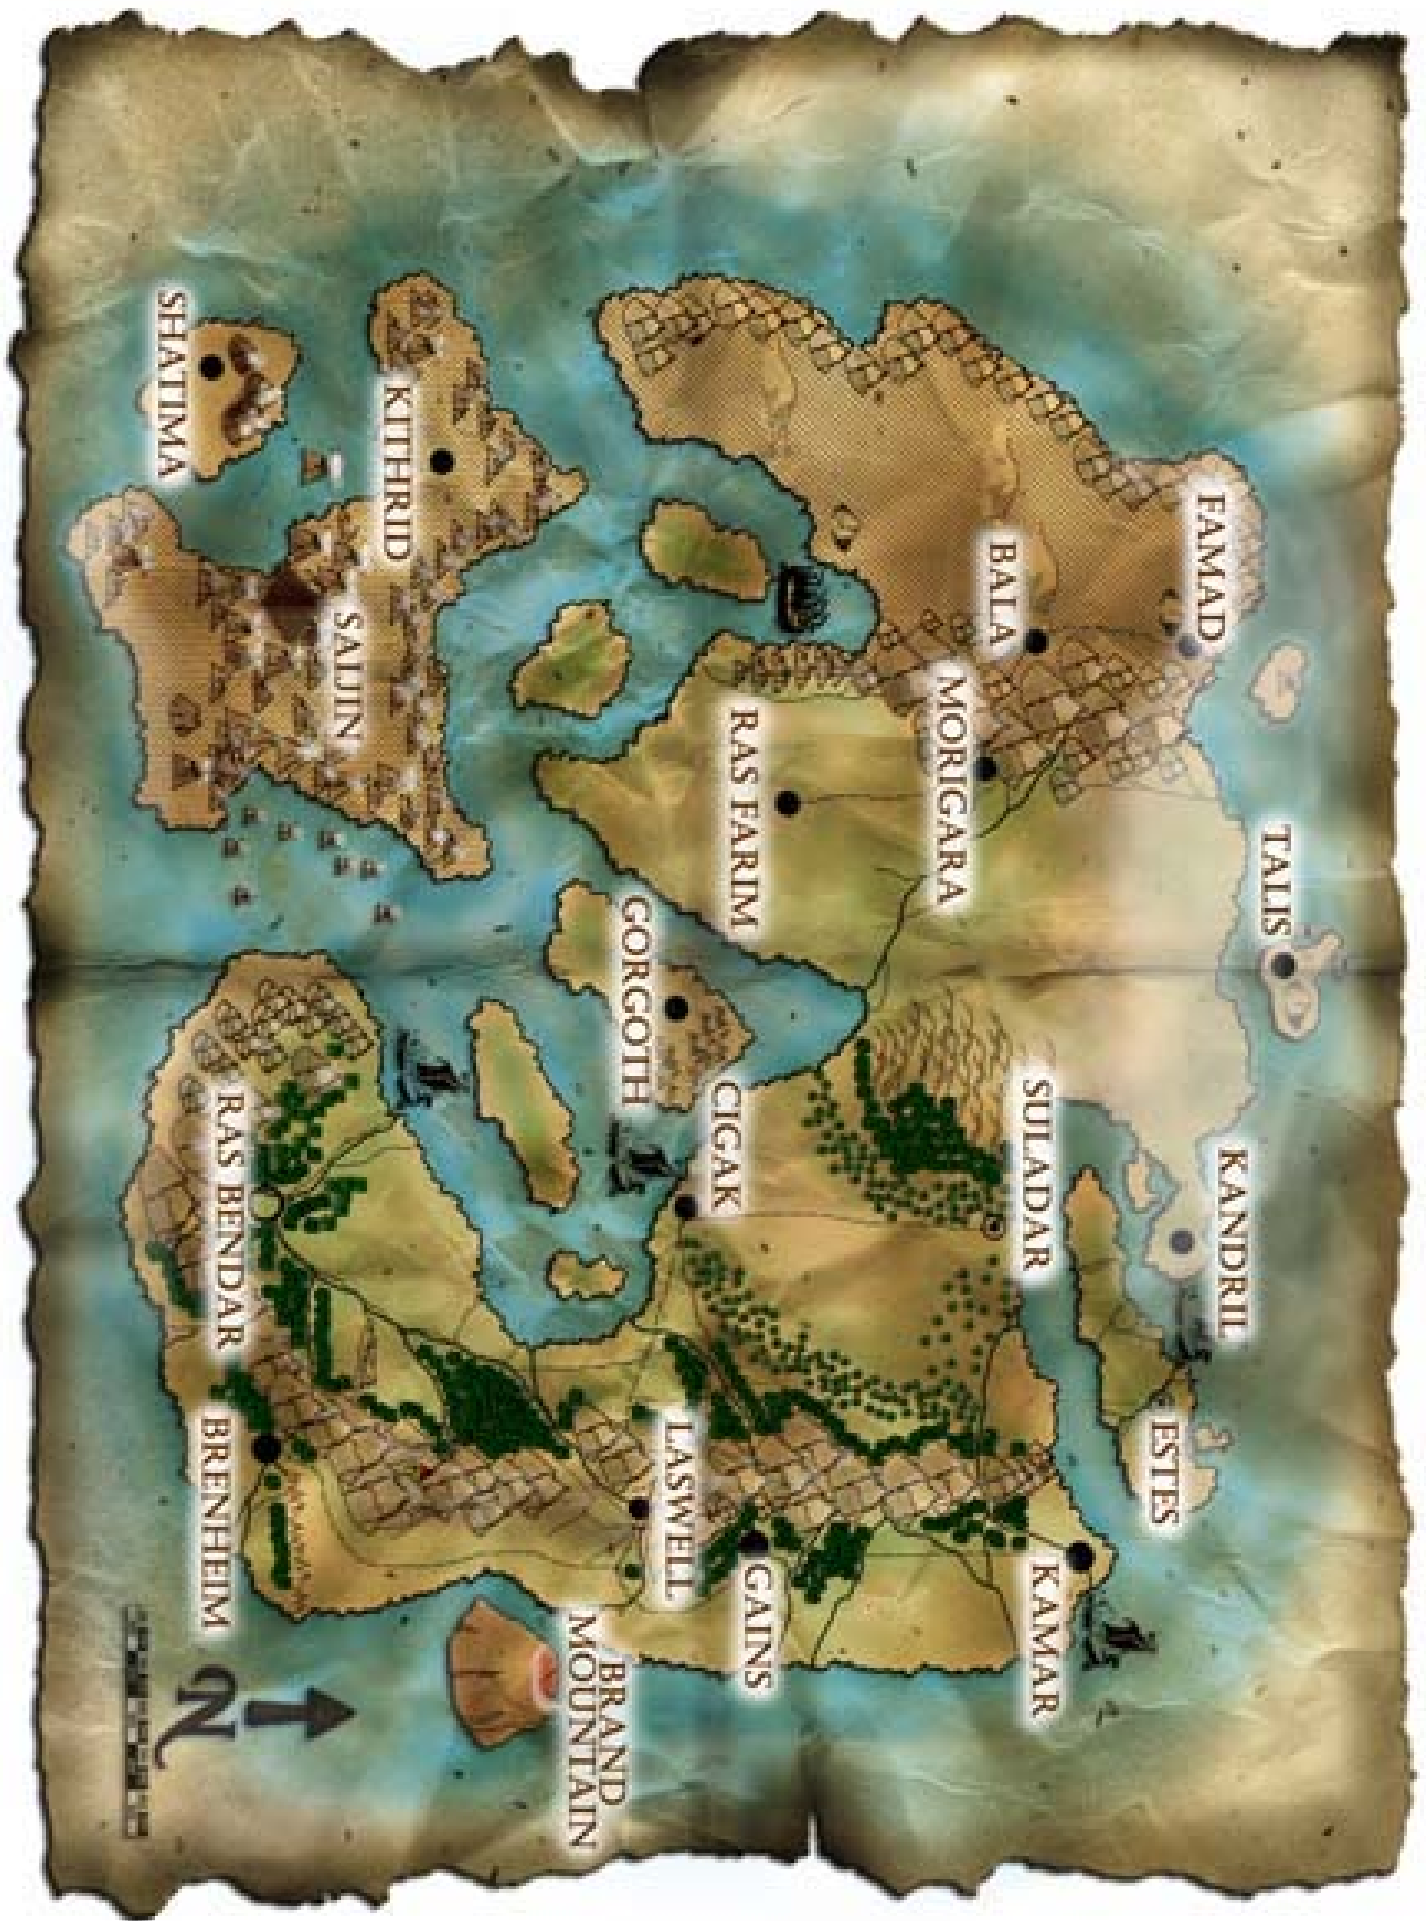 TALIS
KANDRIL
FAMAD
ESTES
KAMAR
SULADAR
BALA
MORIGARA
GAINS
RAS FARIM
CIGAK
LASWELL
GORGOTH
BRAND
MOUNTAIN
KITHRID
SAIJIN
RAS BENDAR
BRENHEIM
N
SHATIMA